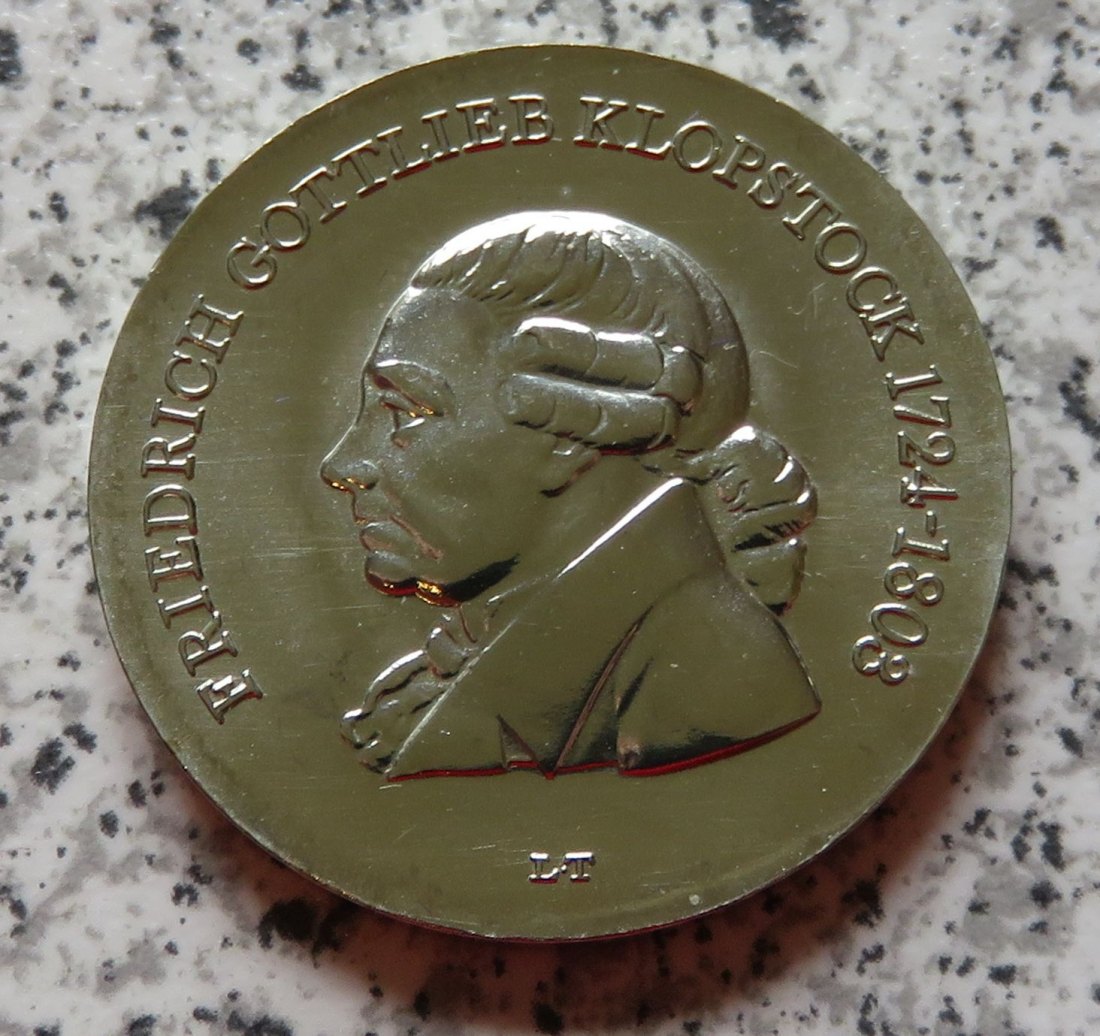 FRIEDRICH GOTTLIEB KLOPSTOCK 1724-1803
L·T